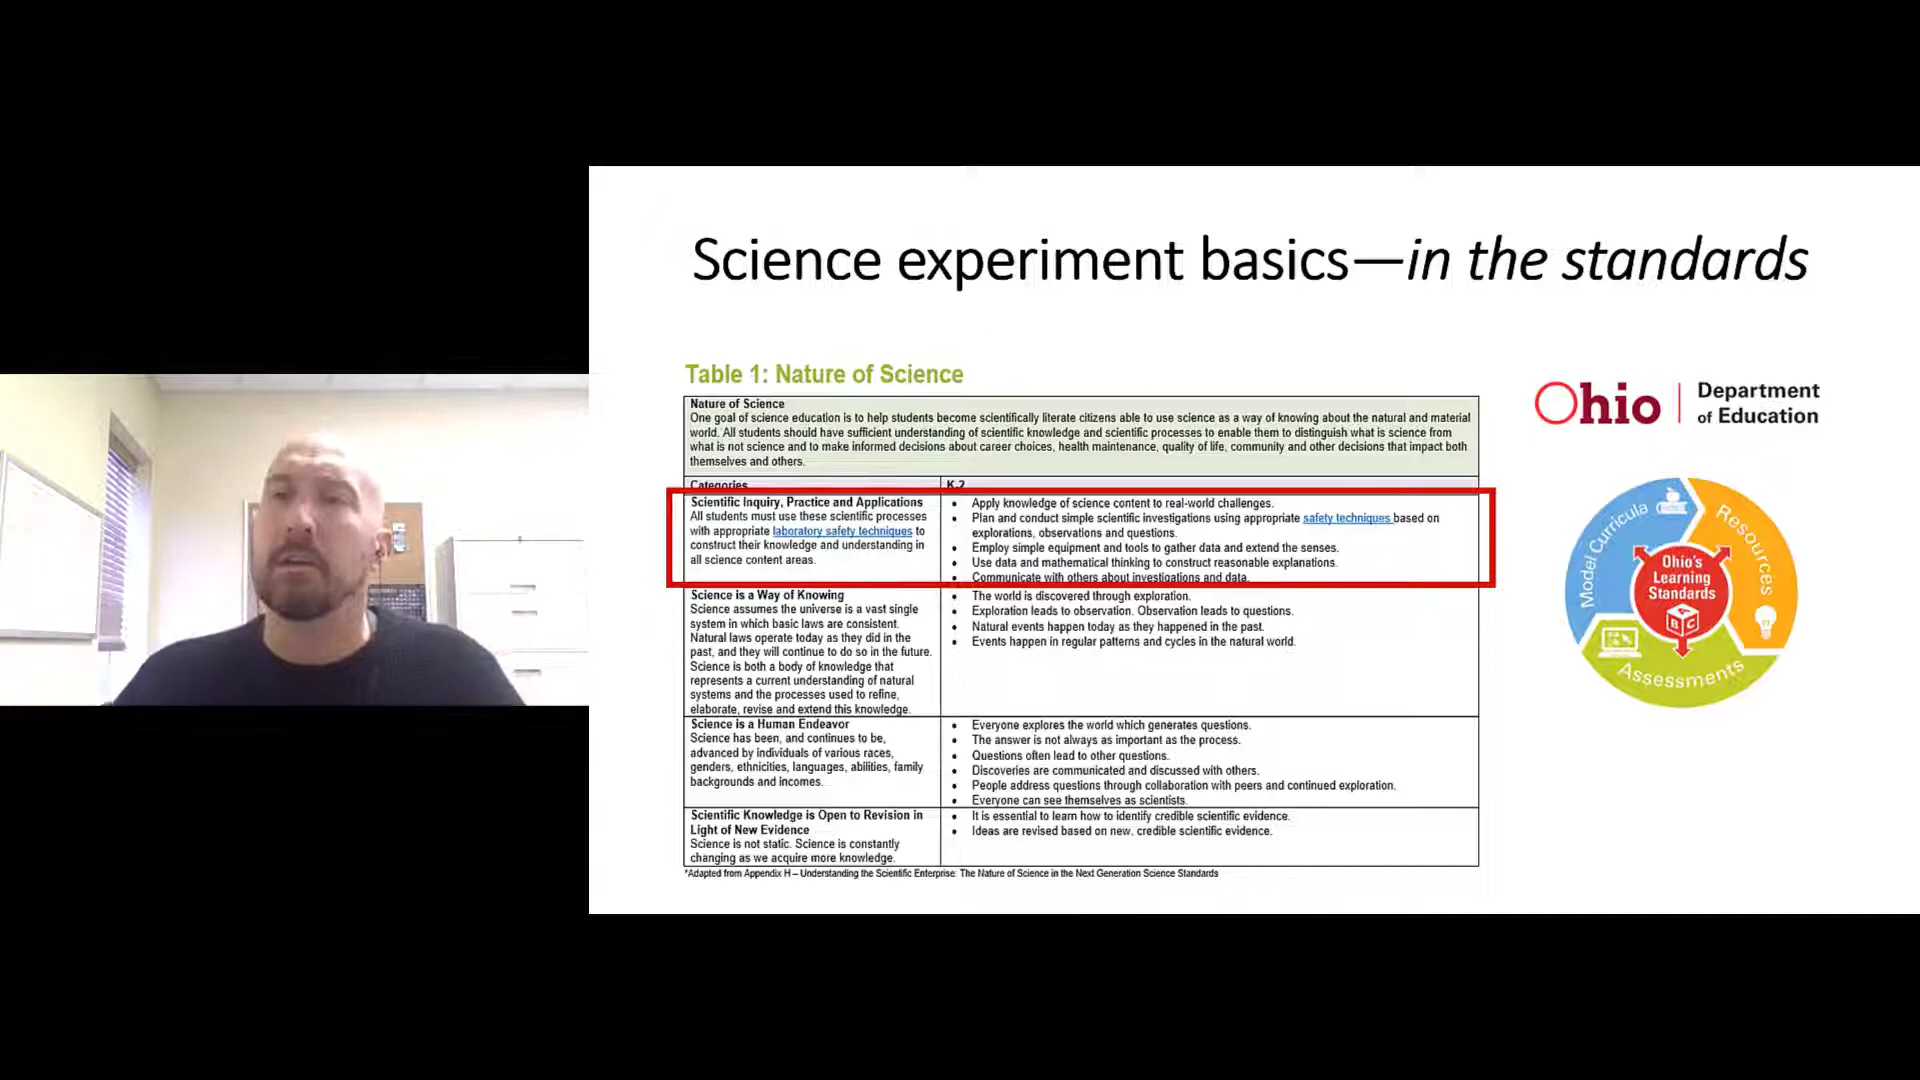 Science experiment basics—in the standards
Table 1: Nature of Science
Nature of Science
One goal of science education is to help students become scientifically literate citizens able to use science as a way of knowing about the natural and material
world. All students should have sufficient understanding of scientific knowledge and scientific processes to enable them to distinguish what is science from
what is not science and to make informed decisions about career choices, health maintenance, quality of life, community and other decisions that impact both
themselves and others.
Categories
K-2
Scientific Inquiry, Practice and Applications
All students must use these scientific processes
with appropriate laboratory safety techniques to
construct their knowledge and understanding in
all science content areas.
• Apply knowledge of science content to real-world challenges.
• Plan and conduct simple scientific investigations using appropriate safety techniques based on
explorations, observations and questions.
• Employ simple equipment and tools to gather data and extend the senses.
• Use data and mathematical thinking to construct reasonable explanations.
• Communicate with others about investigations and data.
Science is a Way of Knowing
Science assumes the universe is a vast single
system in which basic laws are consistent.
Natural laws operate today as they did in the
past, and they will continue to do so in the future.
Science is both a body of knowledge that
represents a current understanding of natural
systems and the processes used to refine,
elaborate, revise and extend this knowledge.
• The world is discovered through exploration.
• Exploration leads to observation. Observation leads to questions.
• Natural events happen today as they happened in the past.
• Events happen in regular patterns and cycles in the natural world.
Science is a Human Endeavor
Science has been, and continues to be,
advanced by individuals of various races,
genders, ethnicities, languages, abilities, family
backgrounds and incomes.
• Everyone explores the world which generates questions.
• The answer is not always as important as the process.
• Questions often lead to other questions.
• Discoveries are communicated and discussed with others.
• People address questions through collaboration with peers and continued exploration.
• Everyone can see themselves as scientists.
Scientific Knowledge is Open to Revision in
Light of New Evidence
Science is not static. Science is constantly
changing as we acquire more knowledge.
• It is essential to learn how to identify credible scientific evidence.
• Ideas are revised based on new, credible scientific evidence.
*Adapted from Appendix H – Understanding the Scientific Enterprise: The Nature of Science in the Next Generation Science Standards
Ohio
Department
of Education
Model Curricula
Resources
Ohio's
Learning
Standards
A
B
C
Assessments